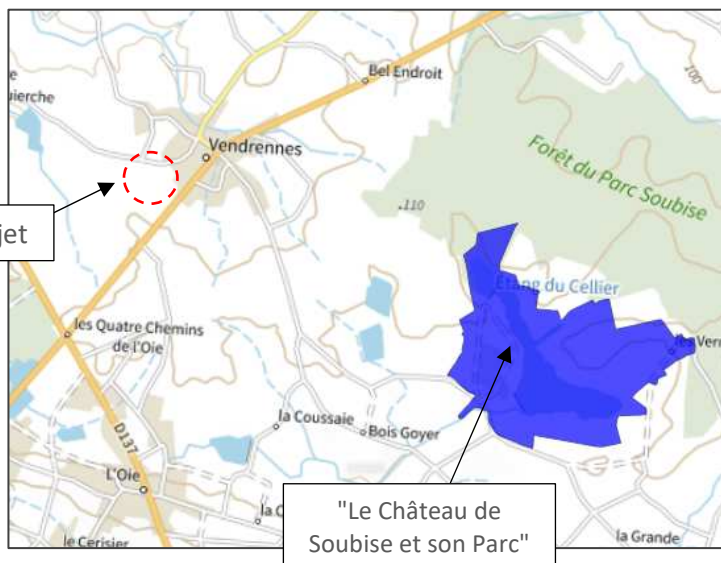 Bel Endroit
100
uierche
Vendrennes
Forêt du Parc Soubise
110
jet
Etang du Cellier
les Quatre Chemins
de l'Oie
D137
la Coussaie
Bois Goyer
L'Oie
le Cerisier
"Le Château de
Soubise et son Parc"
la Grande